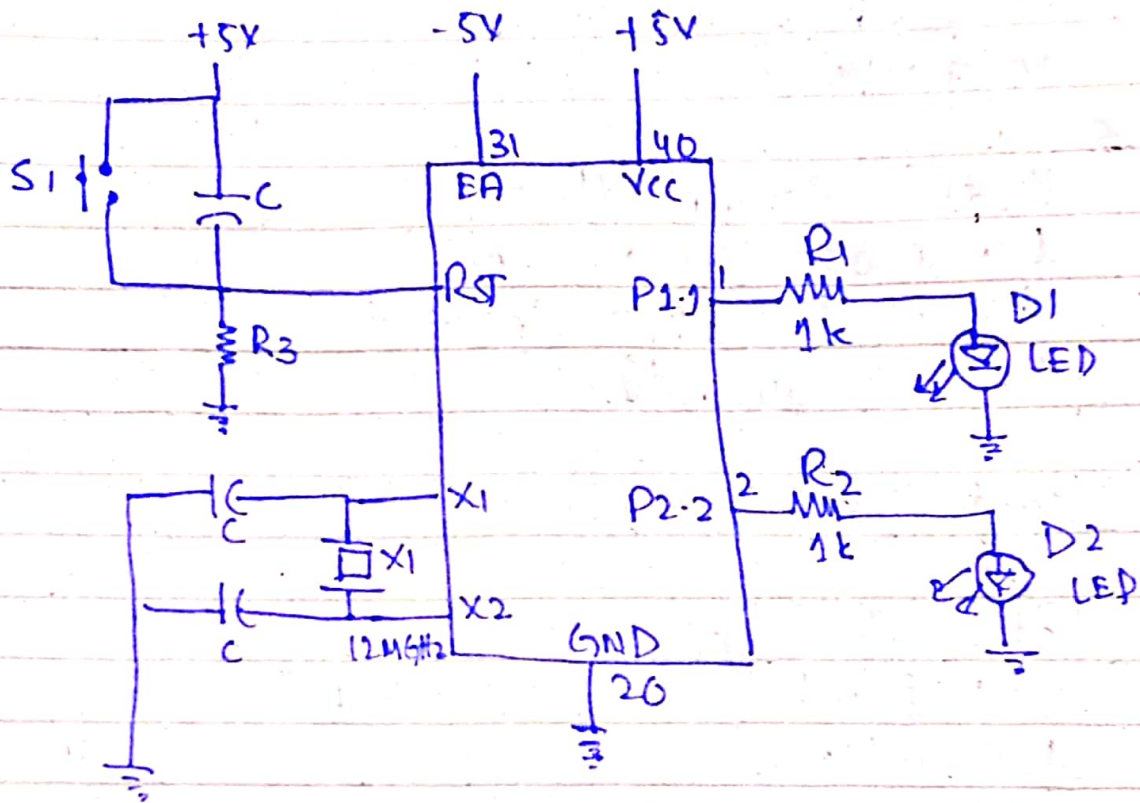 +5V
-5V
+5V
31
40
EA
VCC
S1
C
RST
P1.1
1
R1
1k
D1
LED
R3
X1
P2.2
2
R2
1k
D2
LED
C
X1
X2
C
12MGHz
GND
20